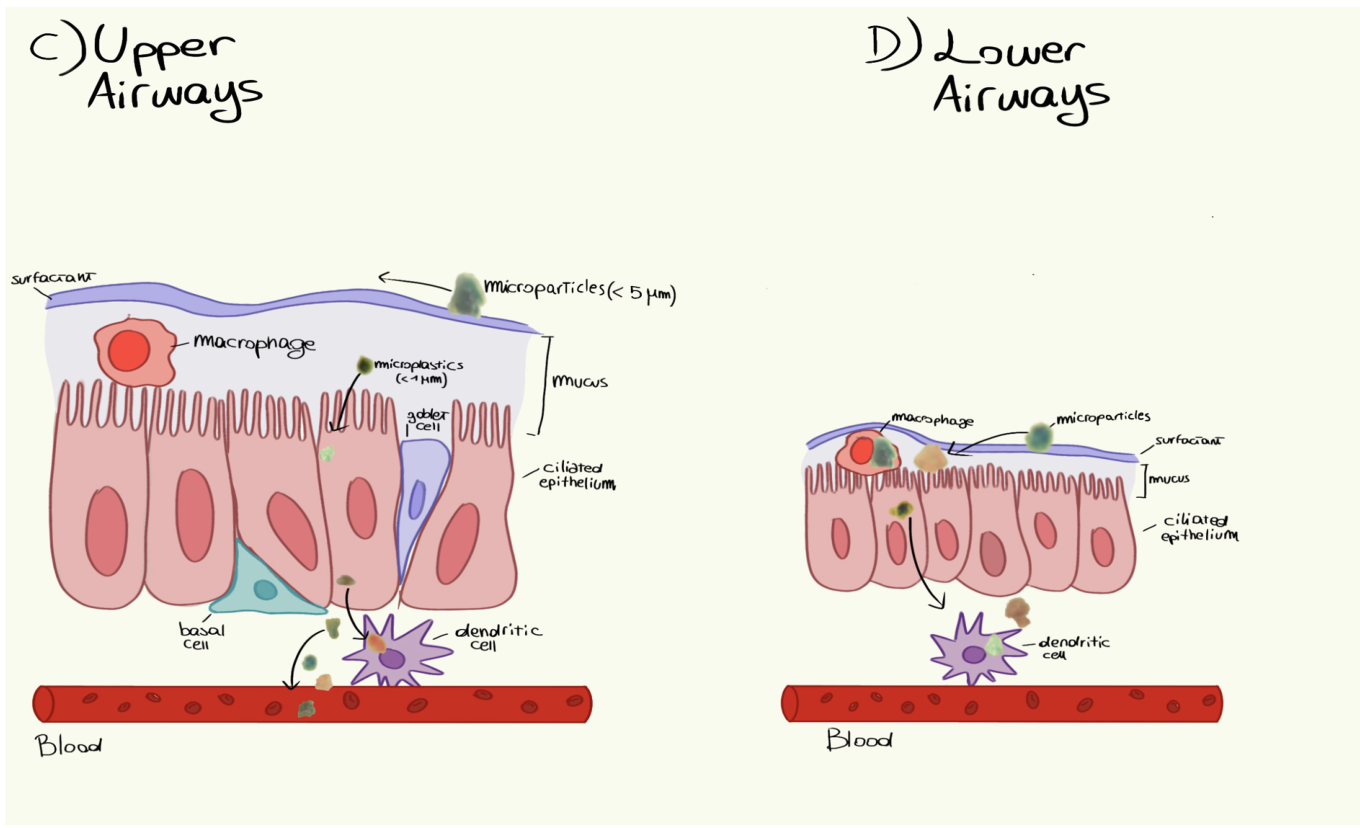 C) Upper
Airways
surfactant
microparticles (< 5 μm)
macrophage
microplastics
(< 1 μm)
mucus
goblet
cell
ciliated
epithelium
basal
cell
dendritic
cell
Blood
D) Lower
Airways
macrophage
microparticles
surfactant
mucus
ciliated
epithelium
dendritic
cell
Blood